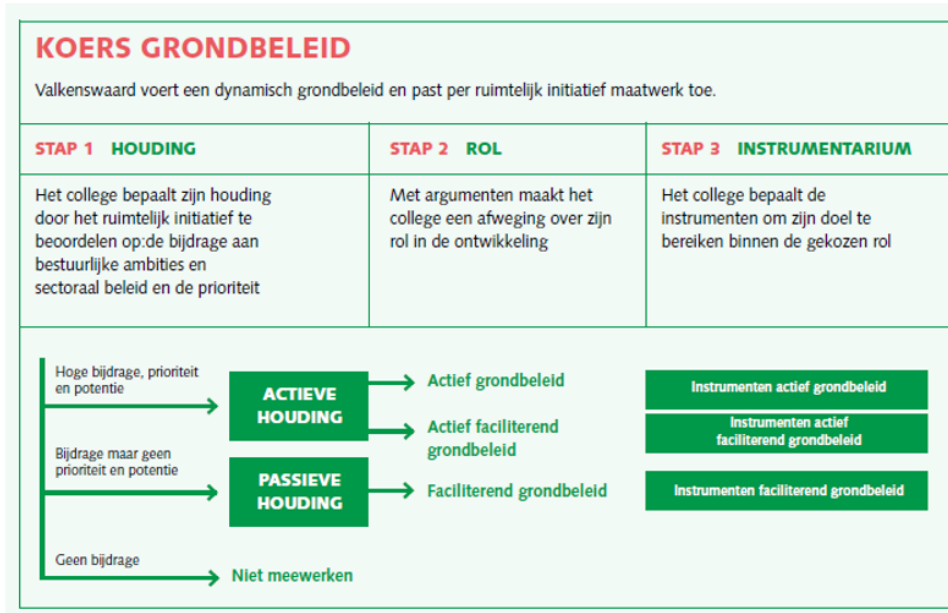 KOERS GRONDBELEID
Valkenswaard voert een dynamisch grondbeleid en past per ruimtelijk initiatief maatwerk toe.
STAP 1 HOUDING
Het college bepaalt zijn houding
door het ruimtelijk initiatief te
beoordelen op:de bijdrage aan
bestuurlijke ambities en
sectoraal beleid en de prioriteit
STAP 2 ROL
Met argumenten maakt het
college een afweging over zijn
rol in de ontwikkeling
STAP 3 INSTRUMENTARIUM
Het college bepaalt de
instrumenten om zijn doel te
bereiken binnen de gekozen rol
Hoge bijdrage, prioriteit
en potentie
ACTIEVE
HOUDING
Actief grondbeleid
Instrumenten actief grondbeleid
Actief faciliterend
grondbeleid
Instrumenten actief
faciliterend grondbeleid
Bijdrage maar geen
prioriteit en potentie
PASSIEVE
HOUDING
Faciliterend grondbeleid
Instrumenten faciliterend grondbeleid
Geen bijdrage
Niet meewerken